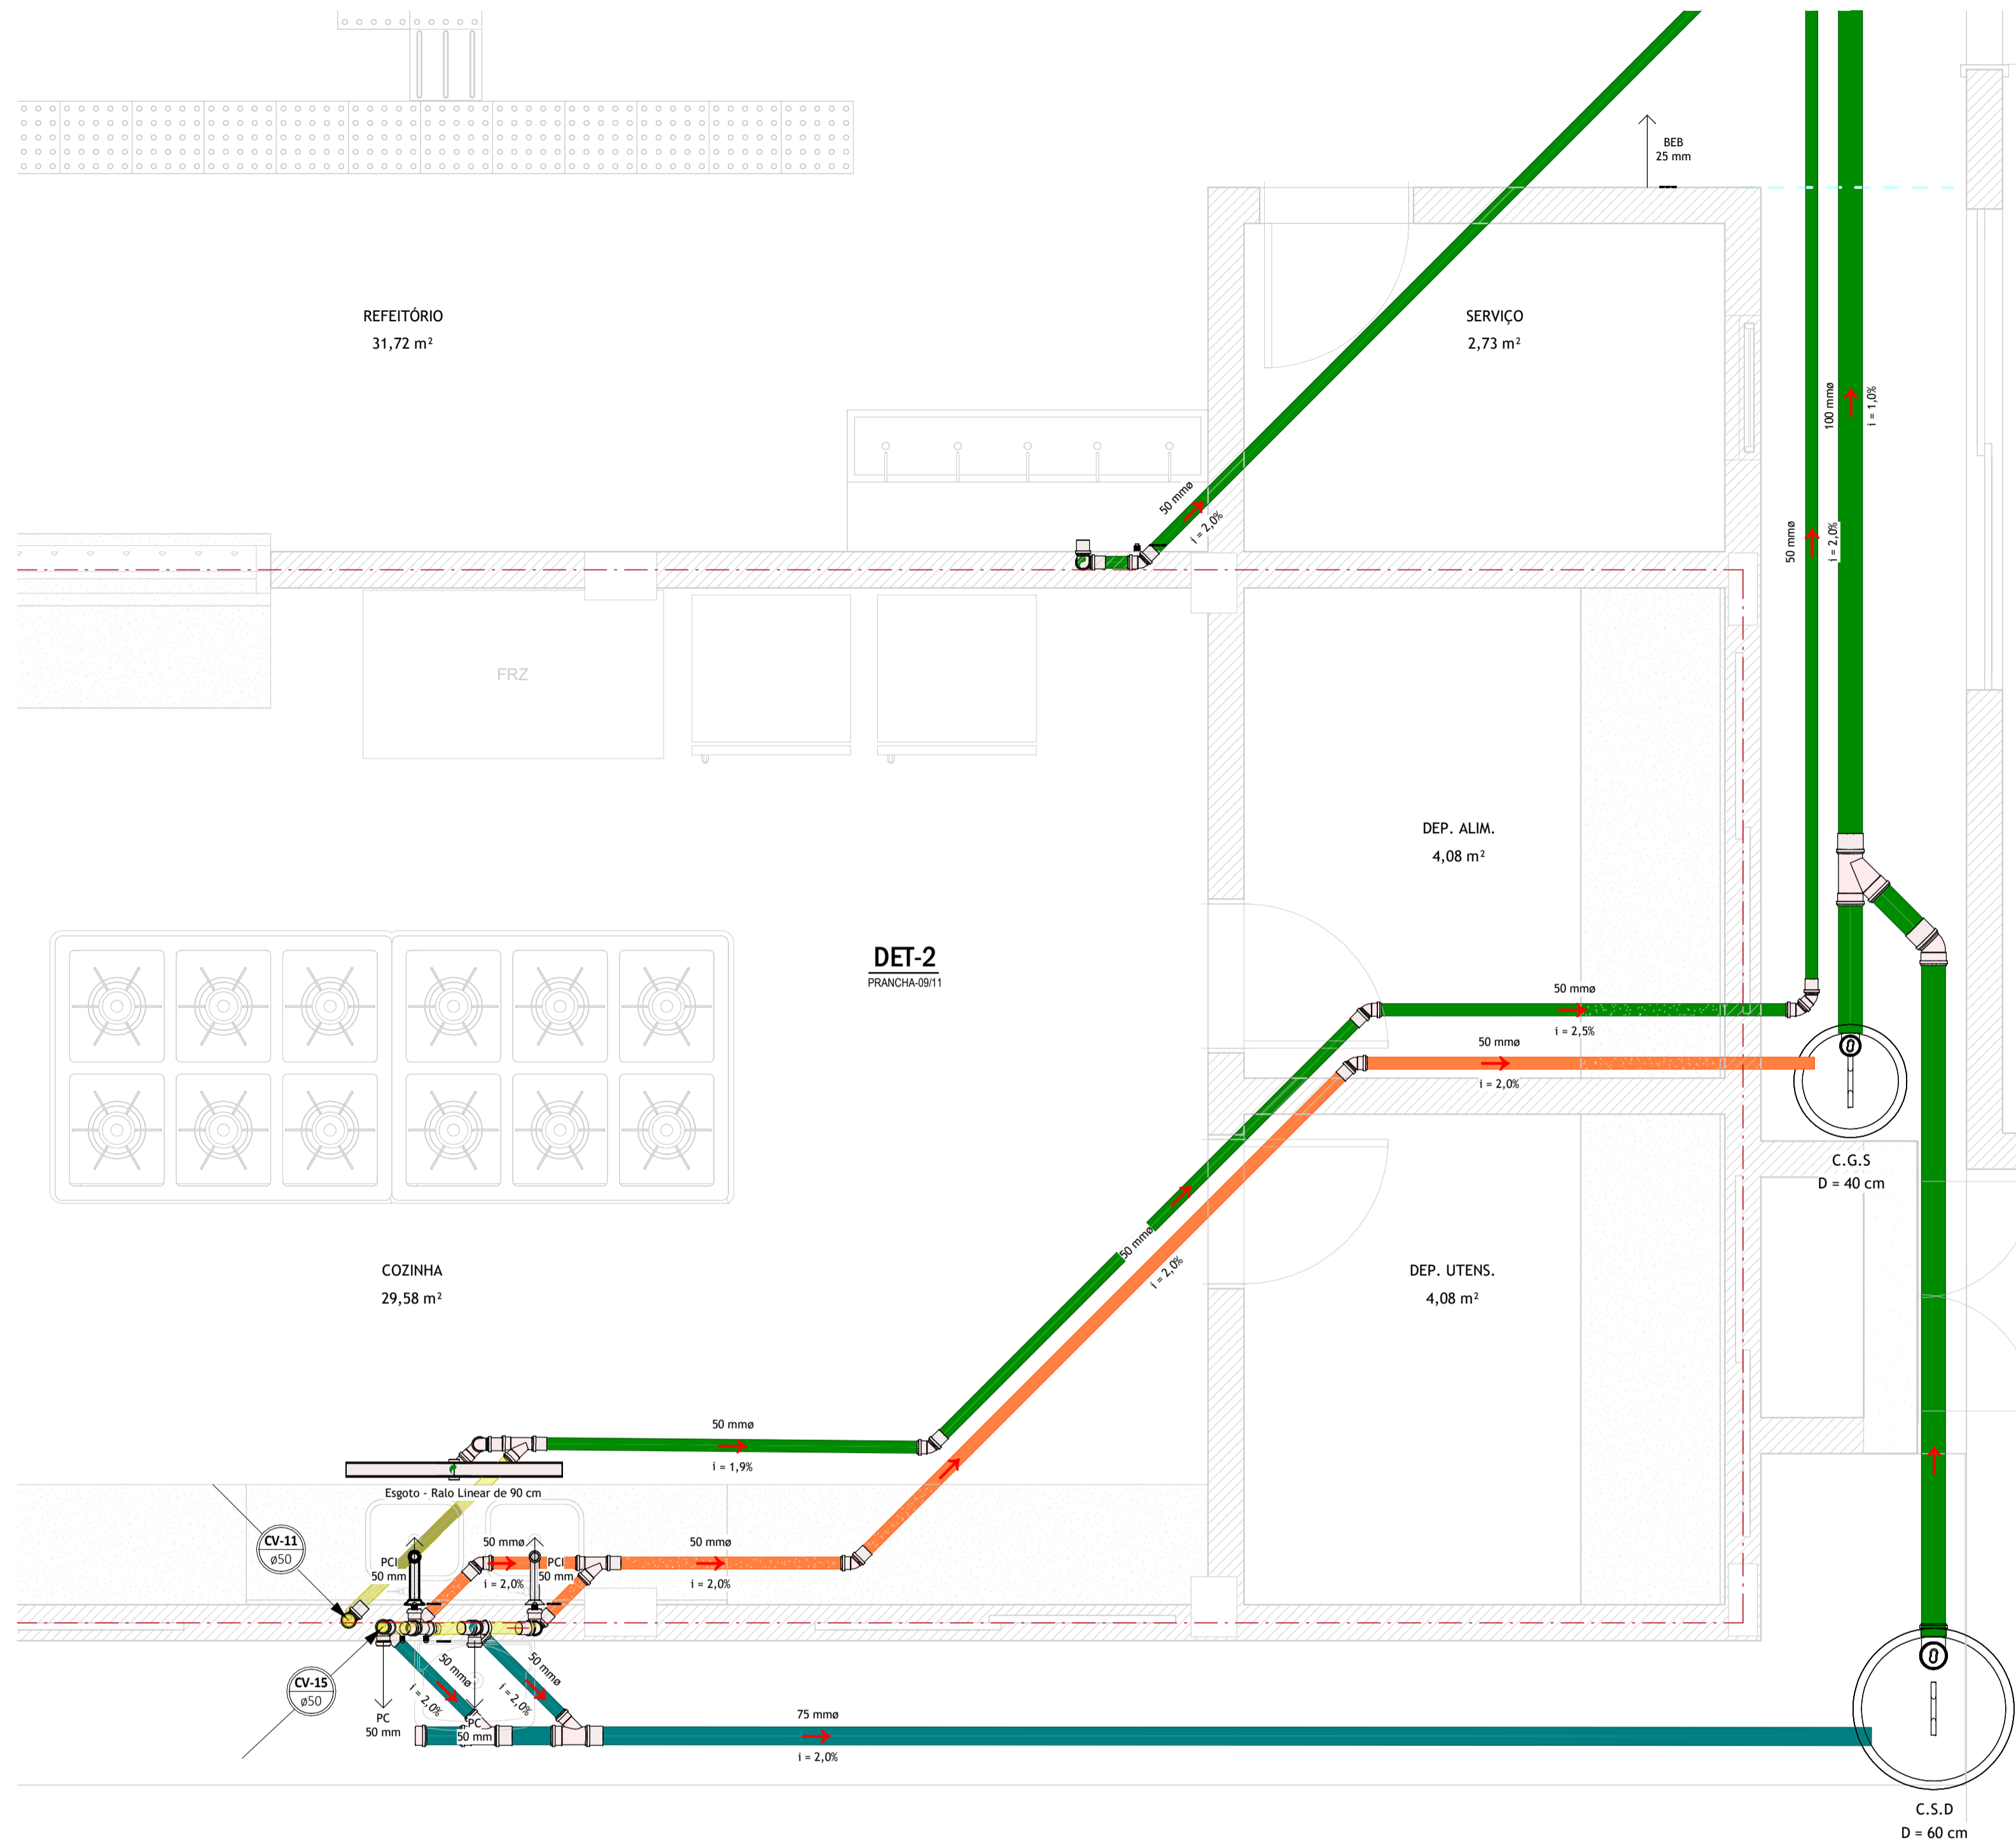 BEB
25 mm
REFEITÓRIO
31,72 m²
SERVIÇO
2,73 m²
100 mmø
i = 1,0%
50 mmø
i = 2,0%
50 mmø
i = 2,0%
FRZ
DEP. ALIM.
4,08 m²
DET-2
PRANCHA-09/11
50 mmø
i = 2,5%
50 mmø
i = 2,0%
C.G.S
D = 40 cm
50 mmø
i = 2,0%
COZINHA
29,58 m²
DEP. UTENS.
4,08 m²
50 mmø
i = 1,9%
Esgoto - Ralo Linear de 90 cm
CV-11
ø50
PCI
50 mm
50 mmø
i = 2,0%
PCI
50 mm
50 mmø
i = 2,0%
CV-15
ø50
50 mmø
i = 2,0%
50 mmø
i = 2,0%
PC
50 mm
PC
50 mm
75 mmø
i = 2,0%
C.S.D
D = 60 cm